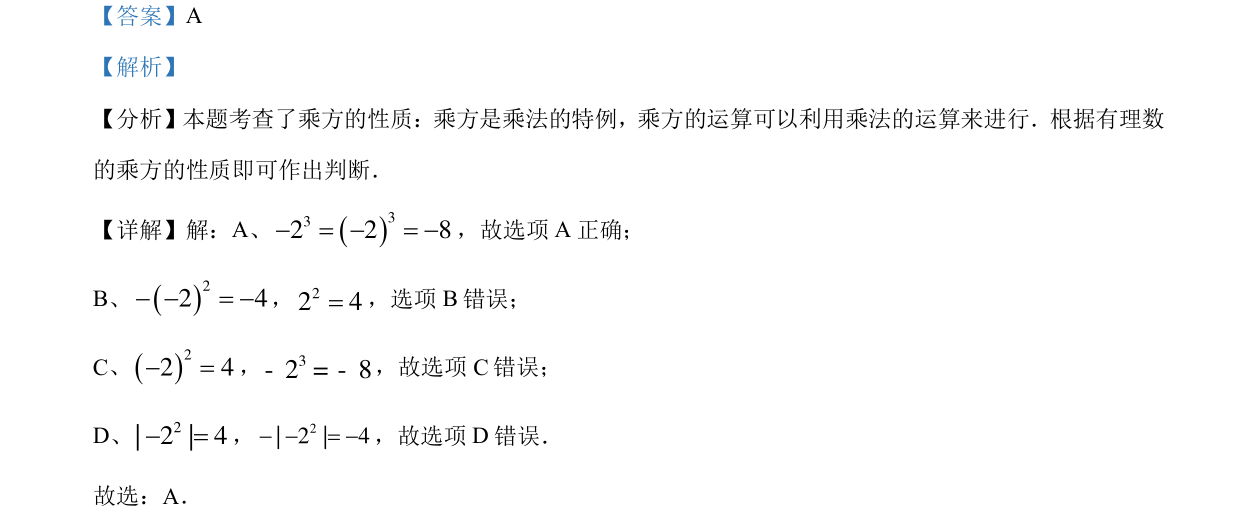 【答案】A
【解析】
【分析】本题考查了乘方的性质：乘方是乘法的特例，乘方的运算可以利用乘法的运算来进行．根据有理数
的乘方的性质即可作出判断．
【详解】解：A、−2³ = (−2)³ = −8，故选项 A 正确；
B、−(−2)² = −4，2² = 4，选项 B 错误；
C、(−2)² = 4，- 2³ = - 8，故选项 C 错误；
D、|−2²|= 4，−|−2²|= −4，故选项 D 错误．
故选：A．